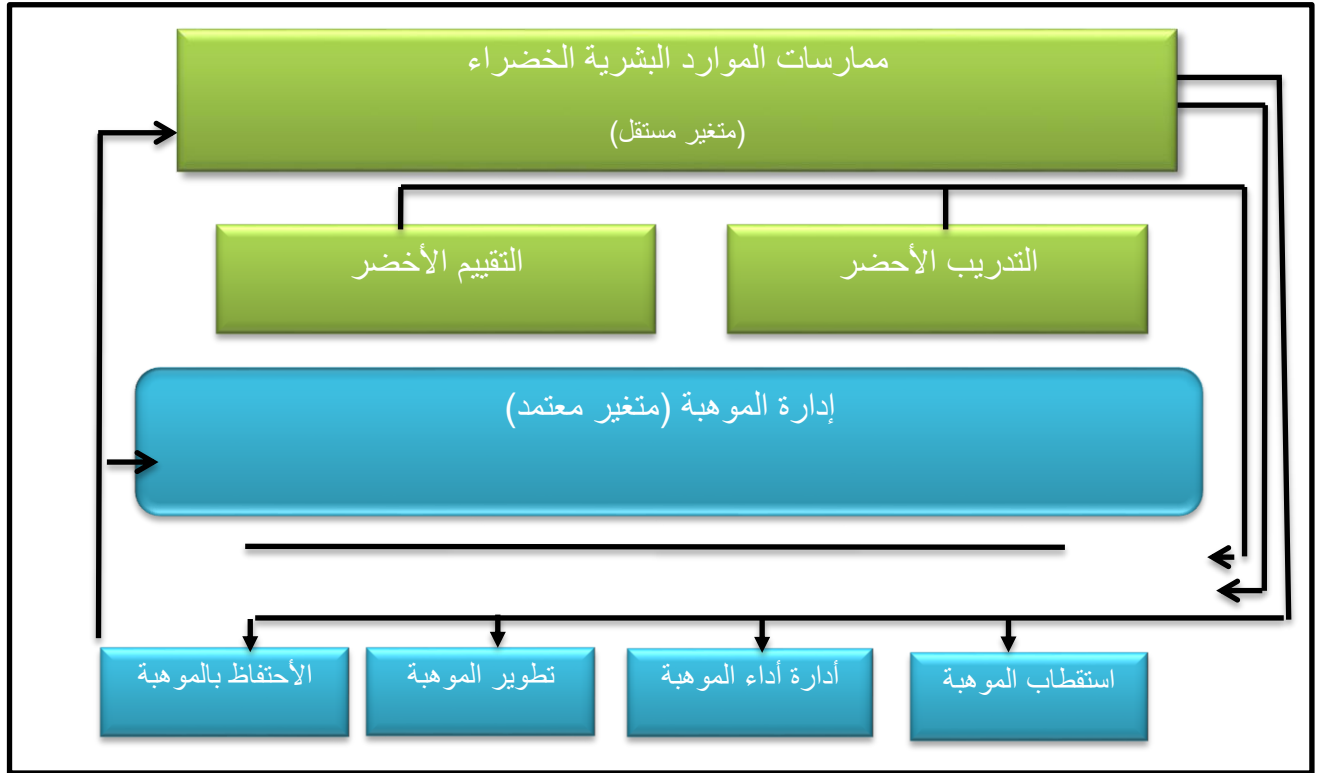 ممارسات الموارد البشرية الخضراء
(متغير مستقل)
التدريب الأحضر
التقييم الأخضر
إدارة الموهبة (متغير معتمد)
استقطاب الموهبة
أدارة أداء الموهبة
تطوير الموهبة
الأحتفاظ بالموهبة